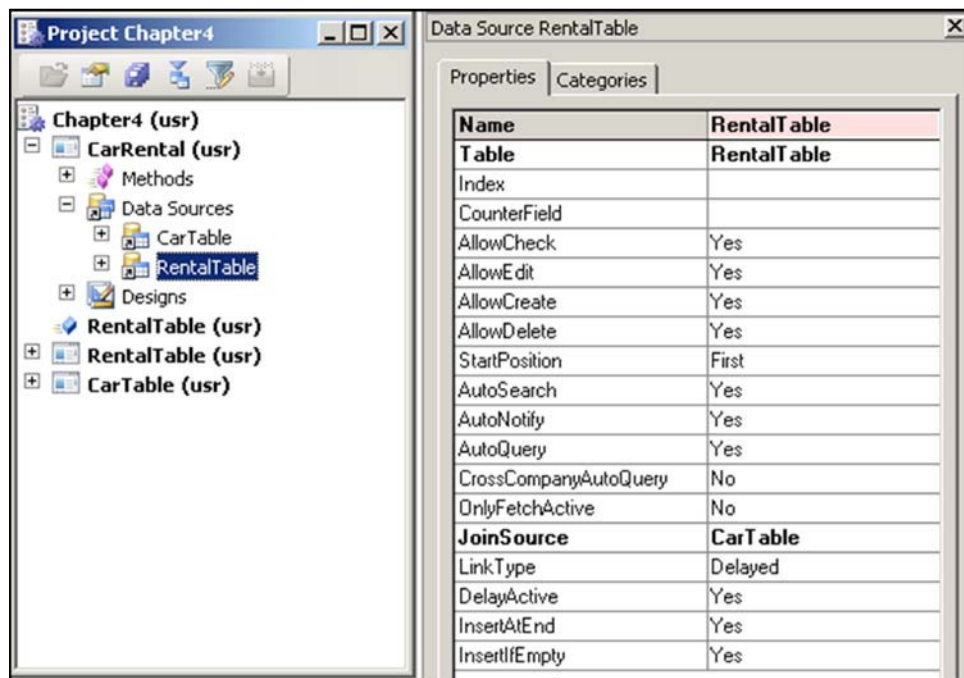 Project Chapter4
Chapter4 (usr)
CarRental (usr)
Methods
Data Sources
CarTable
RentalTable
Designs
RentalTable (usr)
RentalTable (usr)
CarTable (usr)
Data Source RentalTable
Properties
Categories
Name RentalTable
Table RentalTable
Index
CounterField
AllowCheck Yes
AllowEdit Yes
AllowCreate Yes
AllowDelete Yes
StartPosition First
AutoSearch Yes
AutoNotify Yes
AutoQuery Yes
CrossCompanyAutoQuery No
OnlyFetchActive No
JoinSource CarTable
LinkType Delayed
DelayActive Yes
InsertAtEnd Yes
InsertIfEmpty Yes